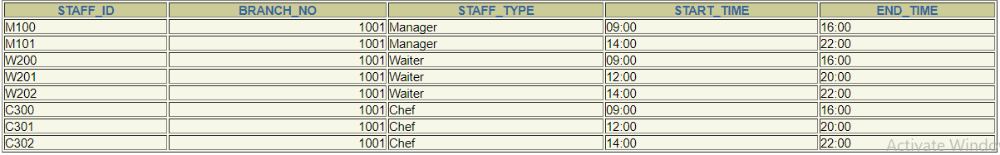 STAFF_ID BRANCH_NO STAFF_TYPE START_TIME END_TIME
M100 1001 Manager 09:00 16:00
M101 1001 Manager 14:00 22:00
W200 1001 Waiter 09:00 16:00
W201 1001 Waiter 12:00 20:00
W202 1001 Waiter 14:00 22:00
C300 1001 Chef 09:00 16:00
C301 1001 Chef 12:00 20:00
C302 1001 Chef 14:00 22:00
Activate Windo